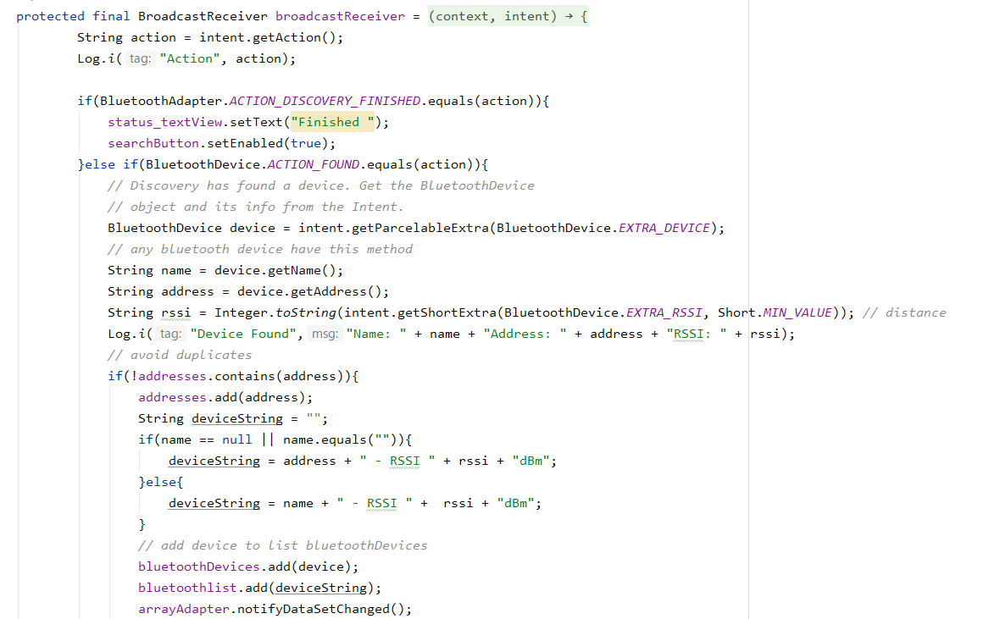 protected final BroadcastReceiver broadcastReceiver = (context, intent) → {
String action = intent.getAction();
Log.i( tag: "Action", action);
if(BluetoothAdapter.ACTION_DISCOVERY_FINISHED.equals(action)){
status_textView.setText("Finished ");
searchButton.setEnabled(true);
}else if(BluetoothDevice.ACTION_FOUND.equals(action)){
// Discovery has found a device. Get the BluetoothDevice
// object and its info from the Intent.
BluetoothDevice device = intent.getParcelableExtra(BluetoothDevice.EXTRA_DEVICE);
// any bluetooth device have this method
String name = device.getName();
String address = device.getAddress();
String rssi = Integer.toString(intent.getShortExtra(BluetoothDevice.EXTRA_RSSI, Short.MIN_VALUE)); // distance
Log.i( tag: "Device Found", msg: "Name: " + name + "Address: " + address + "RSSI: " + rssi);
// avoid duplicates
if(!addresses.contains(address)){
addresses.add(address);
String deviceString = "";
if(name == null || name.equals("")){
deviceString = address + " - RSSI " + rssi + "dBm";
}else{
deviceString = name + " - RSSI " +  rssi + "dBm";
}
// add device to list bluetoothDevices
bluetoothDevices.add(device);
bluetoothlist.add(deviceString);
arrayAdapter.notifyDataSetChanged();